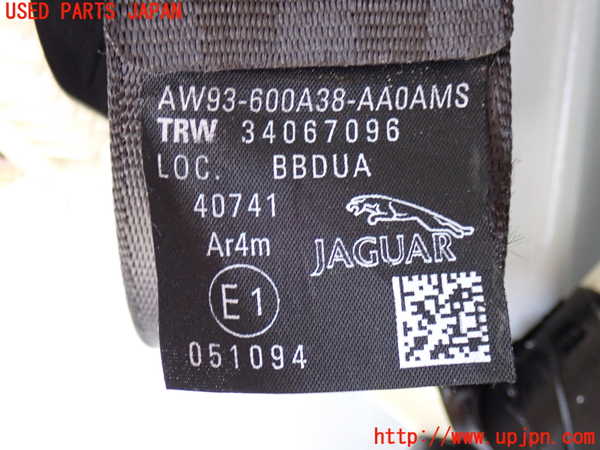 USED PARTS JAPAN
AW93-600A38-AA0AMS
TRW 34067096
LOC. BBDUA
40741
Ar4m
JAGUAR
E1
051094
http://www.upjpn.com/